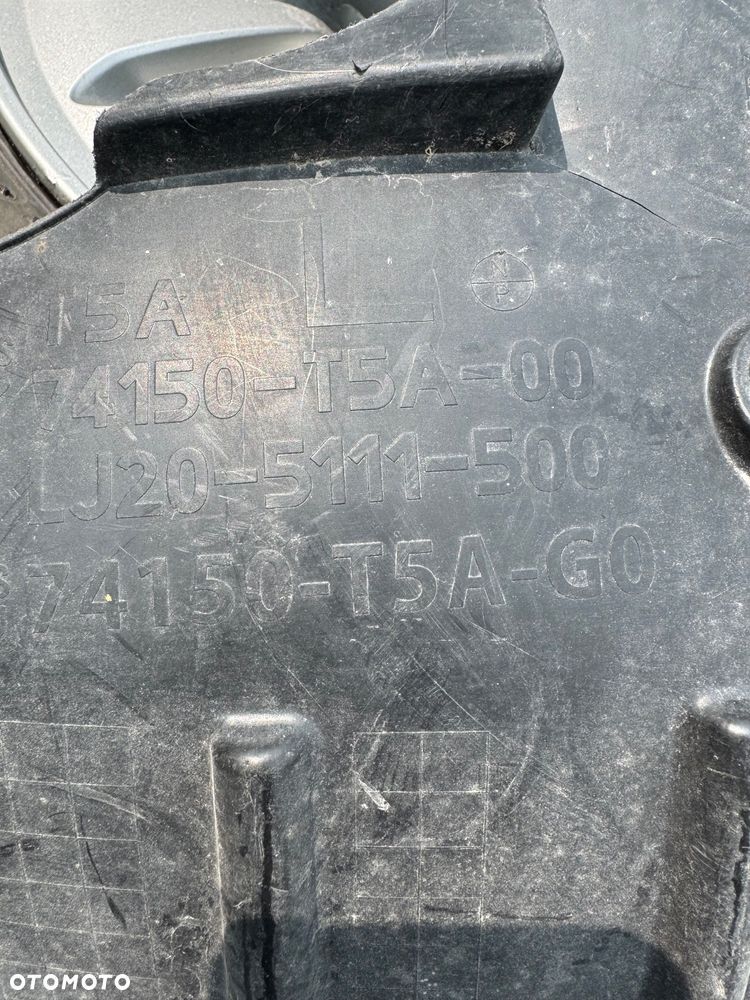 T5A L N P
74150-T5A-00
LJ20-5111-500
74150-T5A-G0
OTOMOTO